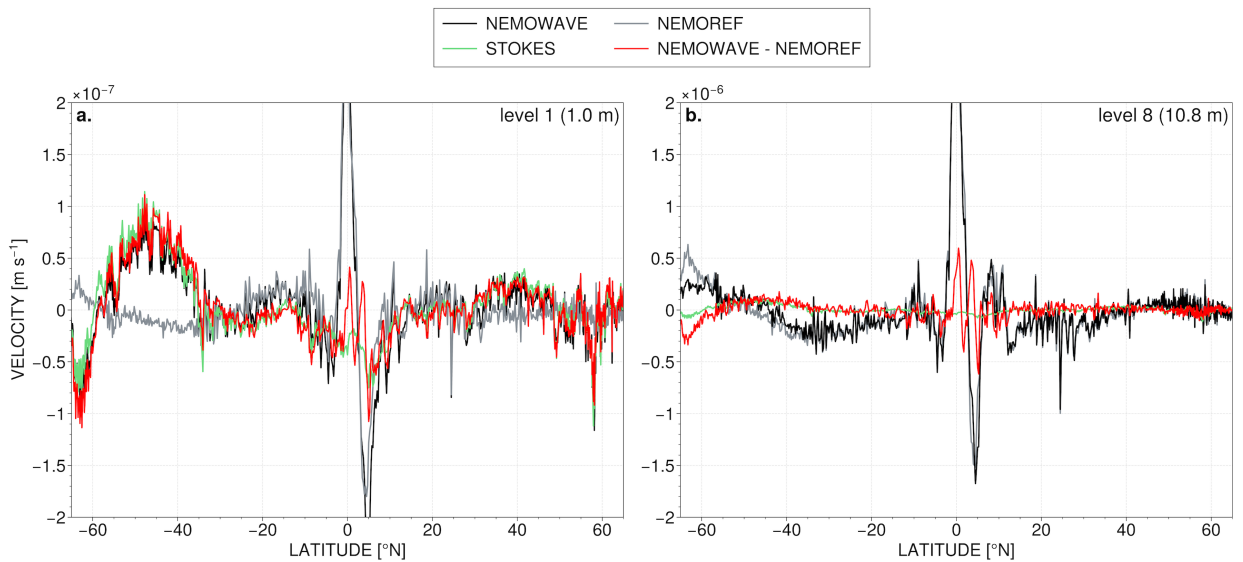 NEMOWAVE NEMOREF
STOKES NEMOWAVE - NEMOREF
×10⁻⁷
a. level 1 (1.0 m)
2
1.5
1
0.5
0
−0.5
−1
−1.5
−2
VELOCITY [m s⁻¹]
−60 −40 −20 0 20 40 60
LATITUDE [°N]
×10⁻⁶
b. level 8 (10.8 m)
2
1.5
1
0.5
0
−0.5
−1
−1.5
−2
−60 −40 −20 0 20 40 60
LATITUDE [°N]